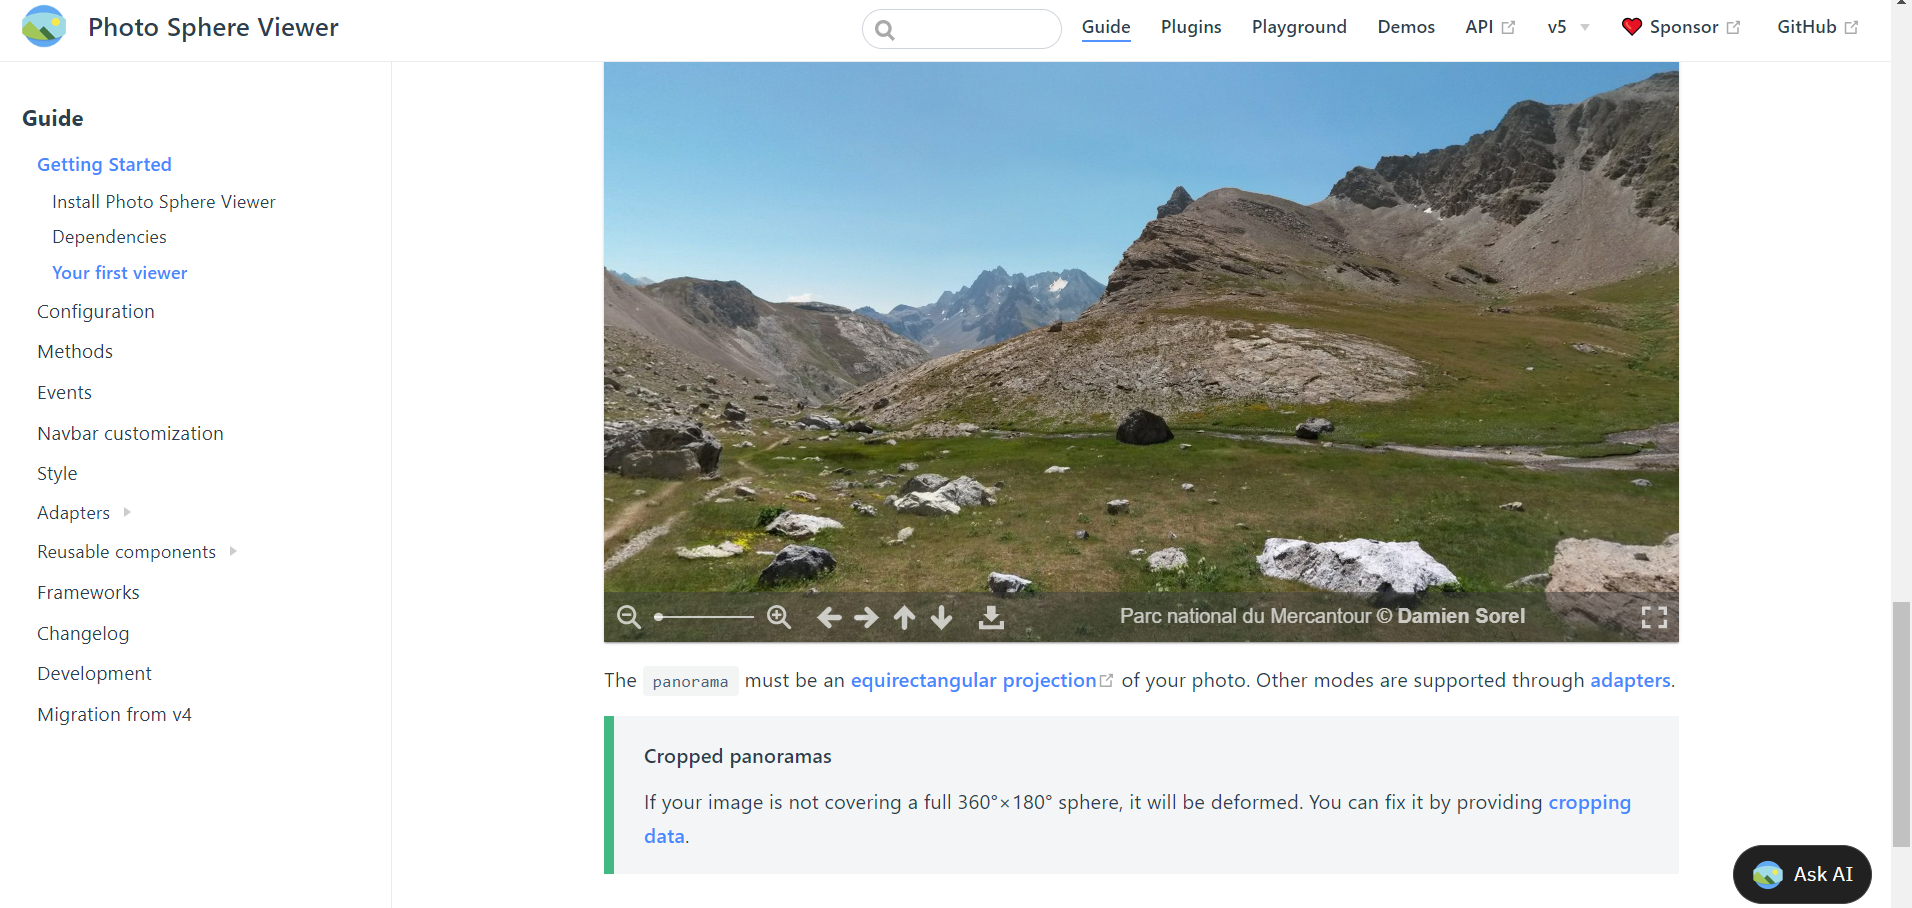 Photo Sphere Viewer
Guide
Plugins
Playground
Demos
API
v5
Sponsor
GitHub
Guide
Getting Started
Install Photo Sphere Viewer
Dependencies
Your first viewer
Configuration
Methods
Events
Navbar customization
Style
Adapters
Reusable components
Frameworks
Changelog
Development
Migration from v4
Parc national du Mercantour © Damien Sorel
The panorama must be an equirectangular projection of your photo. Other modes are supported through adapters.
Cropped panoramas
If your image is not covering a full 360°×180° sphere, it will be deformed. You can fix it by providing cropping
data.
Ask AI